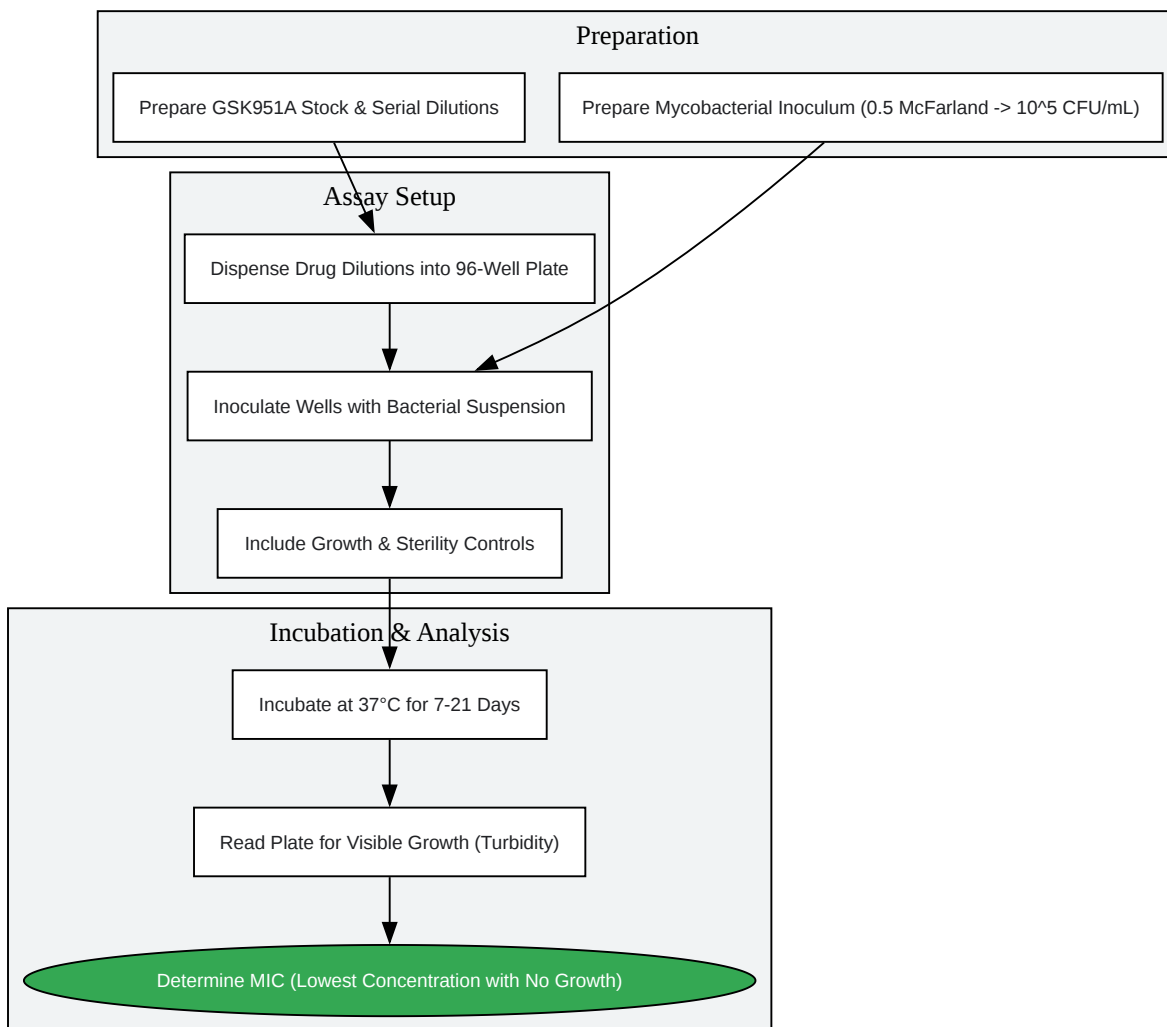 Preparation
Prepare GSK951A Stock & Serial Dilutions
Prepare Mycobacterial Inoculum (0.5 McFarland -> 10^5 CFU/mL)
Assay Setup
Dispense Drug Dilutions into 96-Well Plate
Inoculate Wells with Bacterial Suspension
Include Growth & Sterility Controls
Incubation & Analysis
Incubate at 37°C for 7-21 Days
Read Plate for Visible Growth (Turbidity)
Determine MIC (Lowest Concentration with No Growth)